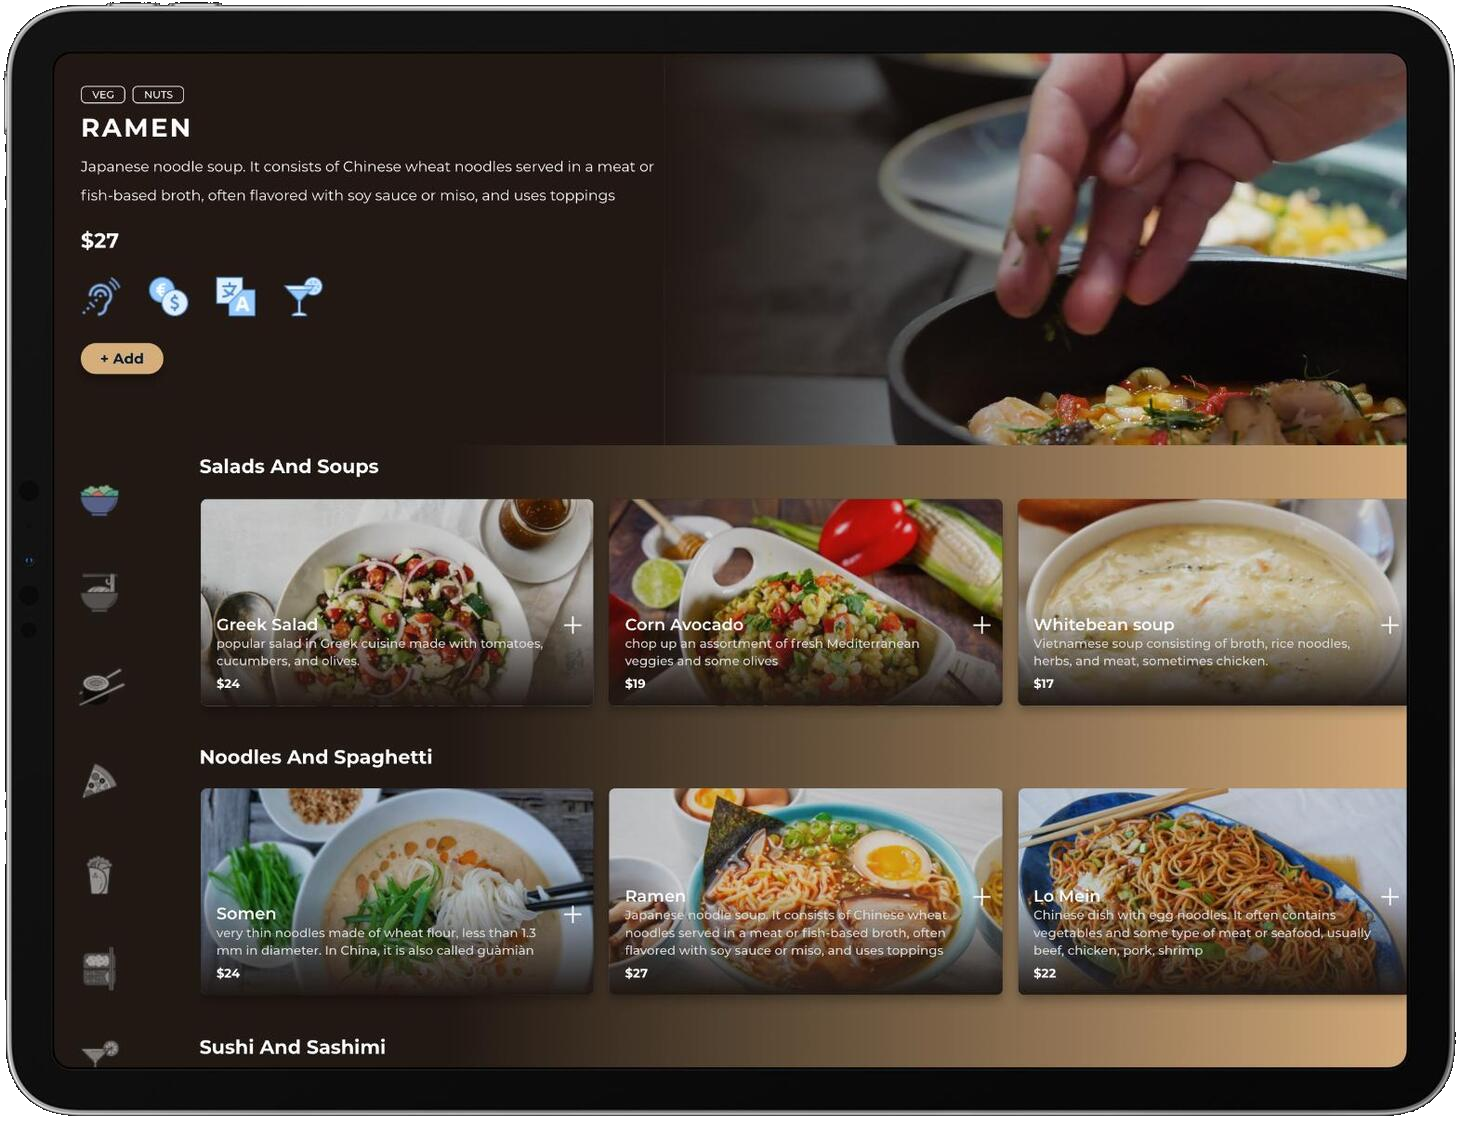 VEG NUTS
RAMEN
Japanese noodle soup. It consists of Chinese wheat noodles served in a meat or
fish-based broth, often flavored with soy sauce or miso, and uses toppings
$27
€ $ 文 A
+ Add
Salads And Soups
Greek Salad
popular salad in Greek cuisine made with tomatoes,
cucumbers, and olives.
$24
Corn Avocado
chop up an assortment of fresh Mediterranean
veggies and some olives
$19
Whitebean soup
Vietnamese soup consisting of broth, rice noodles,
herbs, and meat, sometimes chicken.
$17
Noodles And Spaghetti
Somen
very thin noodles made of wheat flour, less than 1.3
mm in diameter. In China, it is also called guàmiàn
$24
Ramen
Japanese noodle soup. It consists of Chinese wheat
noodles served in a meat or fish-based broth, often
flavored with soy sauce or miso, and uses toppings
$27
Lo Mein
Chinese dish with egg noodles. It often contains
vegetables and some type of meat or seafood, usually
beef, chicken, pork, shrimp
$22
Sushi And Sashimi